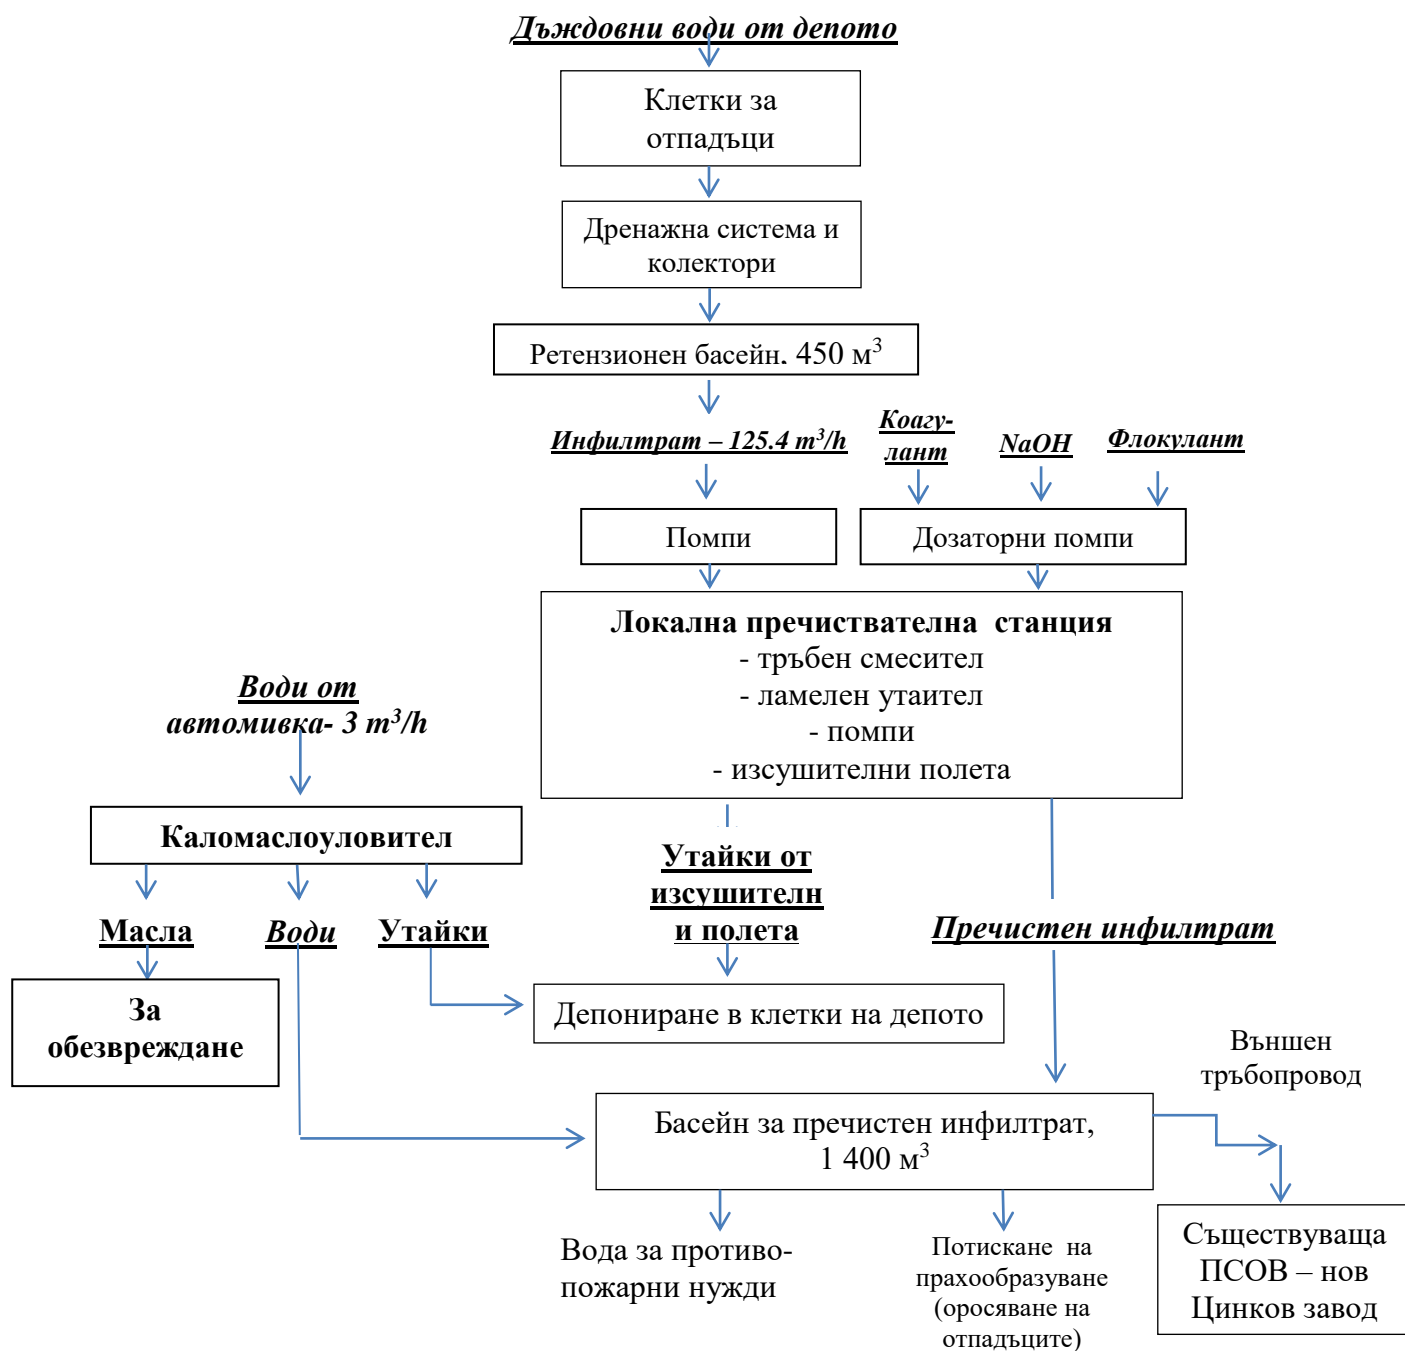 Дъждовни води от депото
Клетки за
отпадъци
Дренажна система и
колектори
Ретензионен басейн, 450 м³
Инфилтрат – 125.4 m³/h
Коагу-
лант
NaOH
Флокулант
Помпи
Дозаторни помпи
Локална пречиствателна станция
- тръбен смесител
- ламелен утаител
- помпи
- изсушителни полета
Води от
автомивка- 3 m³/h
Каломаслоуловител
Утайки от
изсушителн
и полета
Масла
Води
Утайки
Пречистен инфилтрат
За
обезвреждане
Депониране в клетки на депото
Външен
тръбопровод
Басейн за пречистен инфилтрат,
1 400 м³
Вода за противо-
пожарни нужди
Потискане на
прахообразуване
(оросяване на
отпадъците)
Съществуваща
ПСОВ – нов
Цинков завод